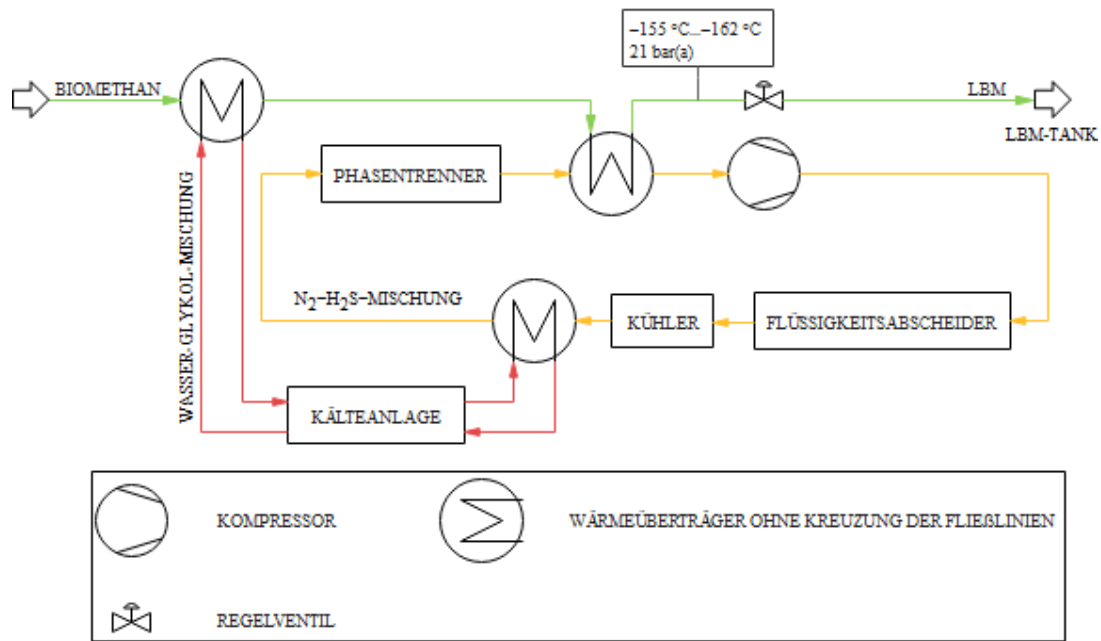 –155 °C...–162 °C
21 bar(a)
BIOMETHAN
LBM
LBM-TANK
PHASENTRENNER
WASSER-GLYKOL-MISCHUNG
N₂–H₂S–MISCHUNG
KÜHLER
FLÜSSIGKEITSABSCHEIDER
KÄLTEANLAGE
KOMPRESSOR
WÄRMEÜBERTRÄGER OHNE KREUZUNG DER FLIEßLINIEN
REGELVENTIL